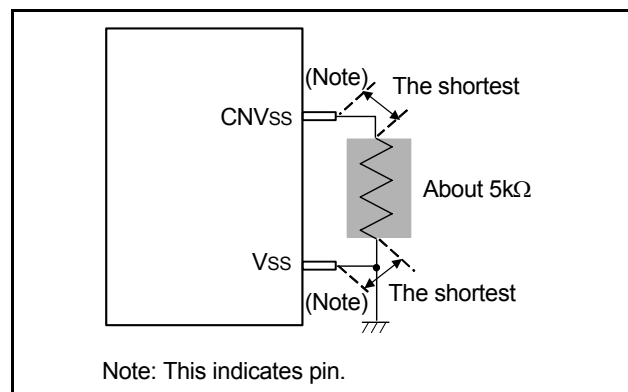 (Note)
The shortest
CNVss
About 5kΩ
Vss
(Note)
The shortest
Note: This indicates pin.